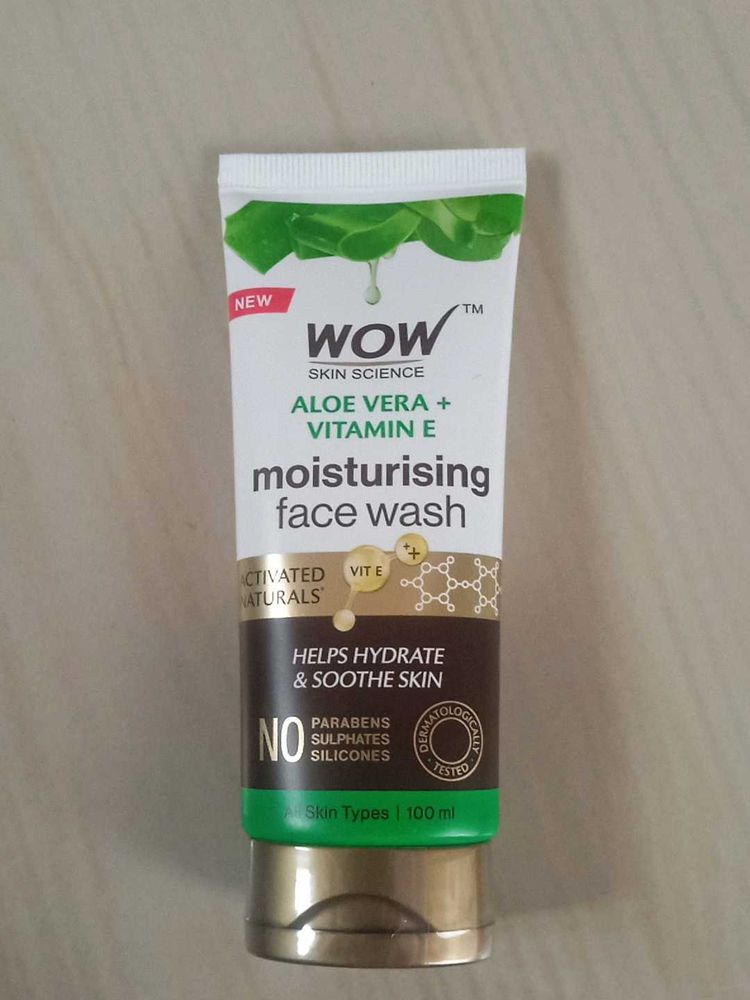 NEW
WOW™
SKIN SCIENCE
ALOE VERA +
VITAMIN E
moisturising
face wash
ACTIVATED
NATURALS*
VIT E
++
HELPS HYDRATE
& SOOTHE SKIN
NO
PARABENS
SULPHATES
SILICONES
DERMATOLOGICALLY
• TESTED •
All Skin Types | 100 ml